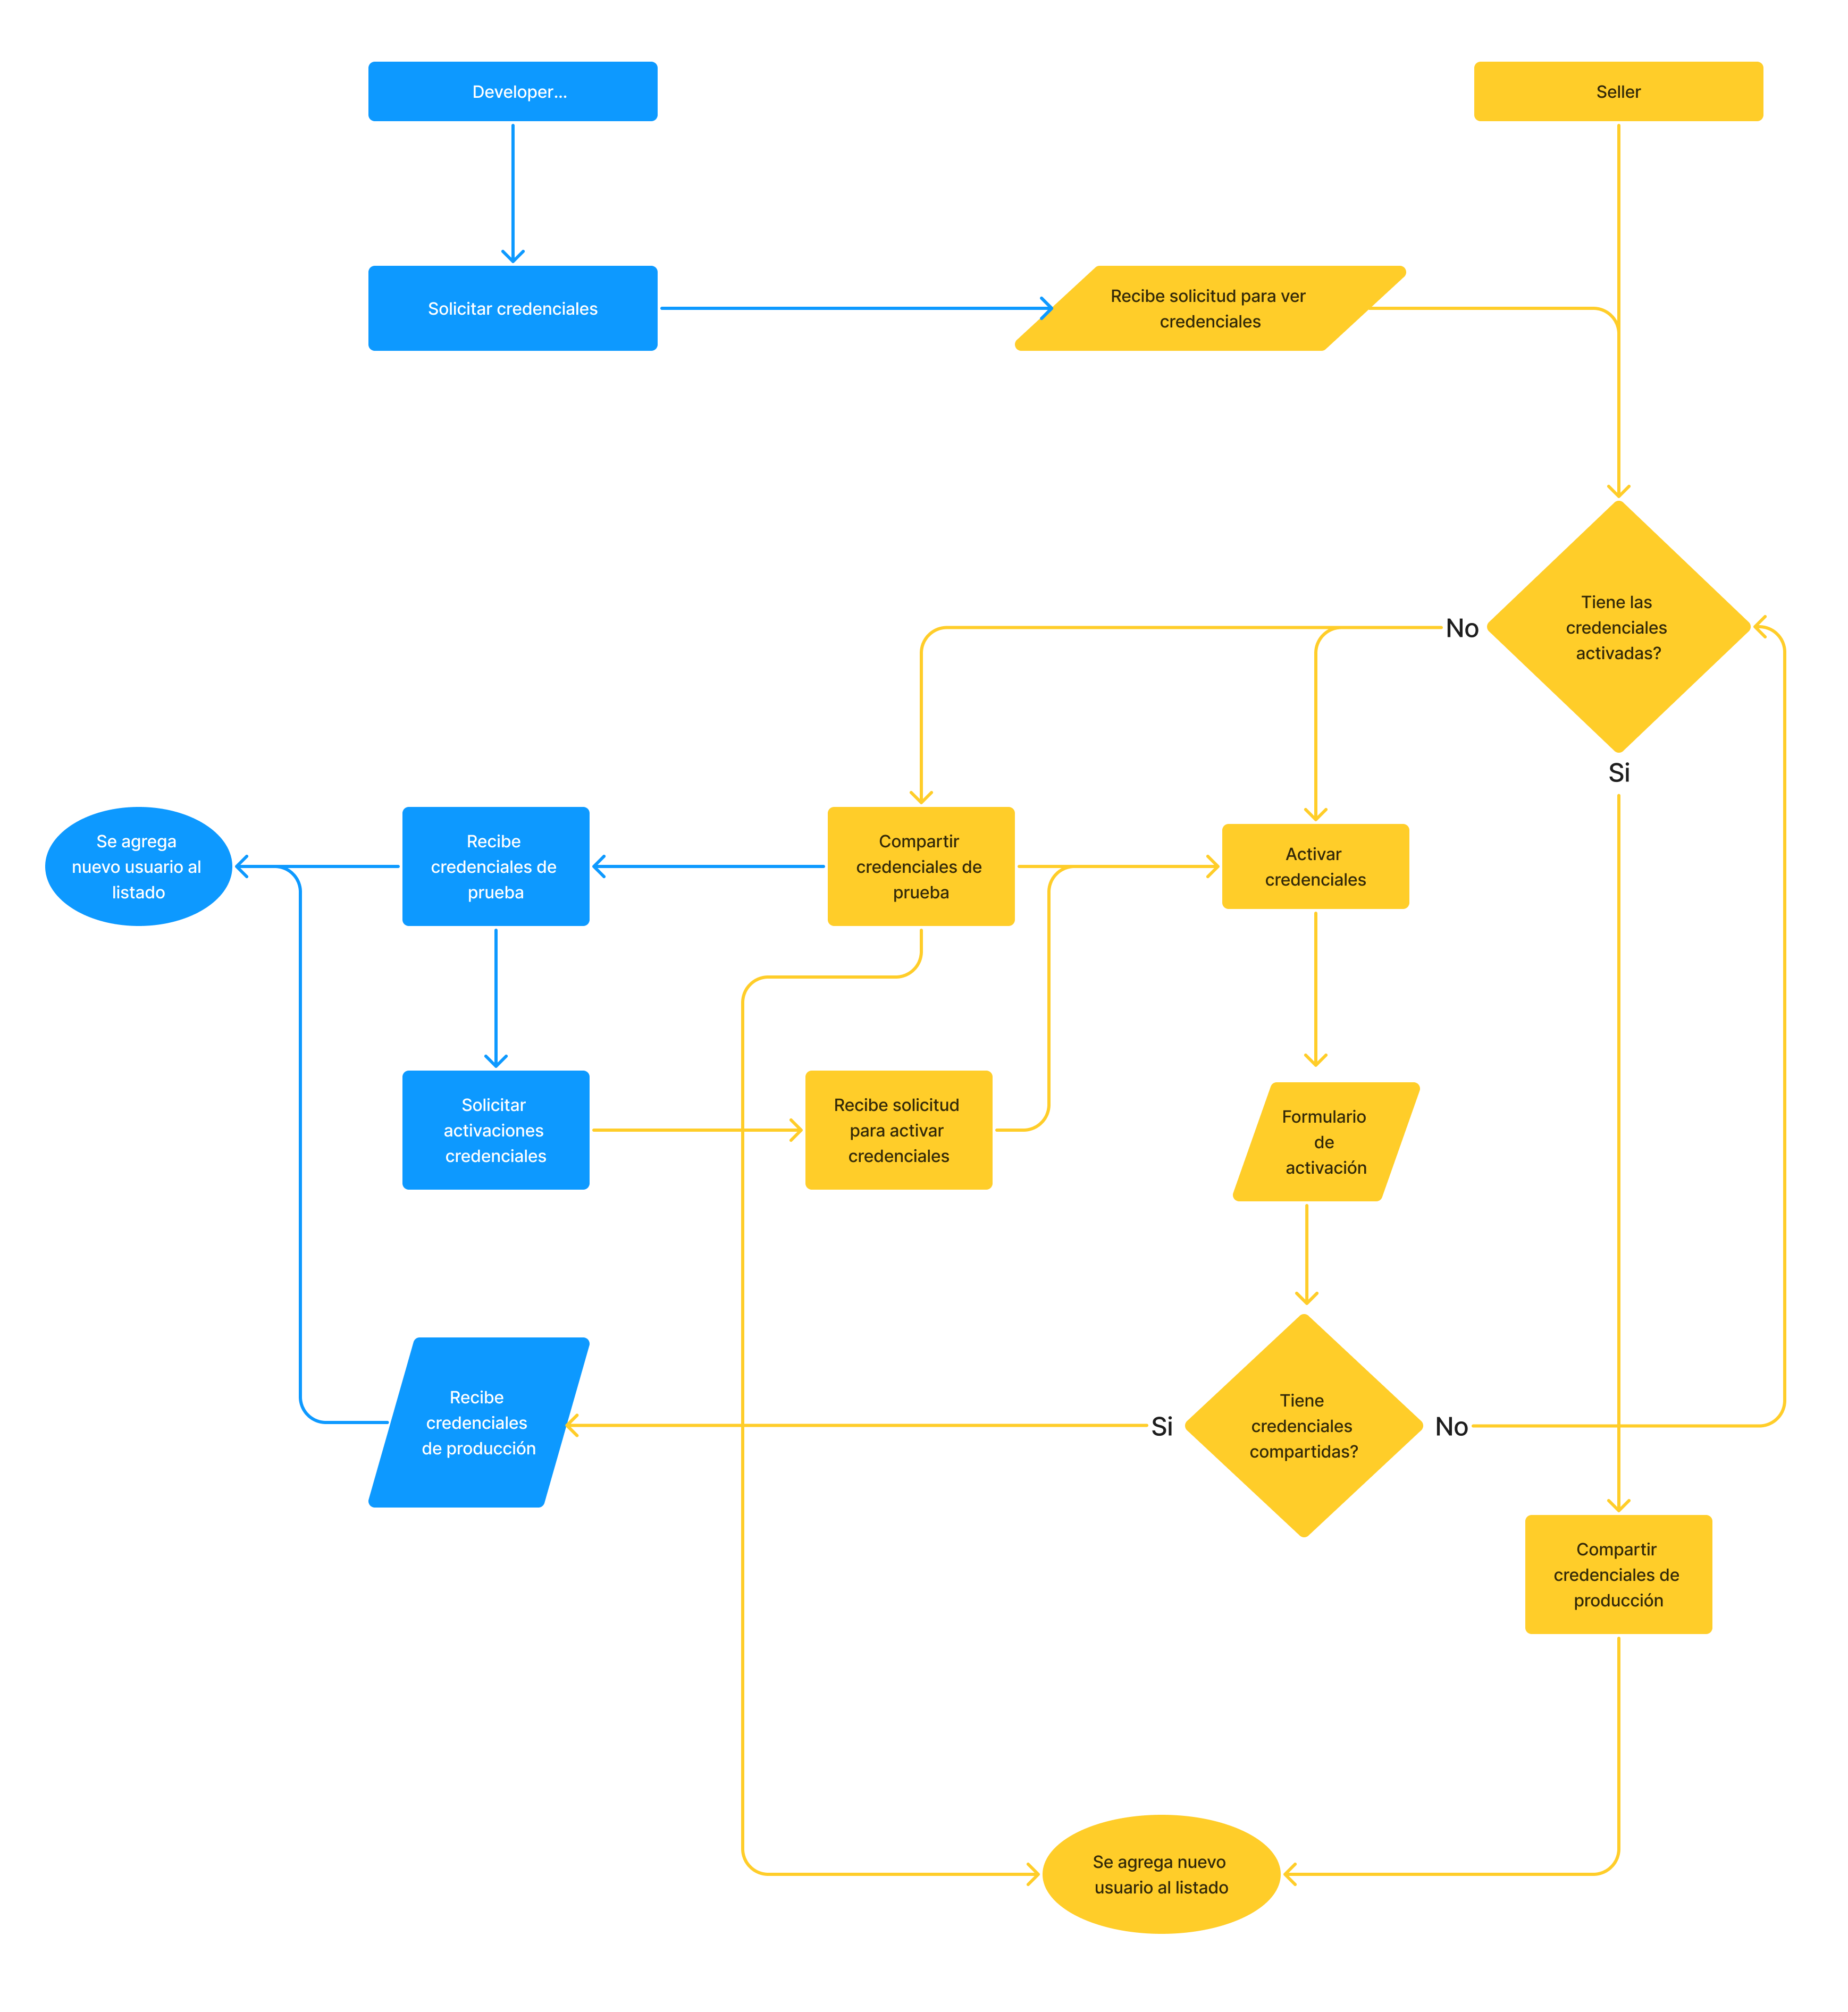 Developer...
Seller
Solicitar credenciales
Recibe solicitud para ver
credenciales
Tiene las
credenciales
activadas?
No
Si
Se agrega
nuevo usuario al
listado
Recibe
credenciales de
prueba
Compartir
credenciales de
prueba
Activar
credenciales
Solicitar
activaciones
credenciales
Recibe solicitud
para activar
credenciales
Formulario
de
activación
Recibe
credenciales
de producción
Si
Tiene
credenciales
compartidas?
No
Compartir
credenciales de
producción
Se agrega nuevo
usuario al listado